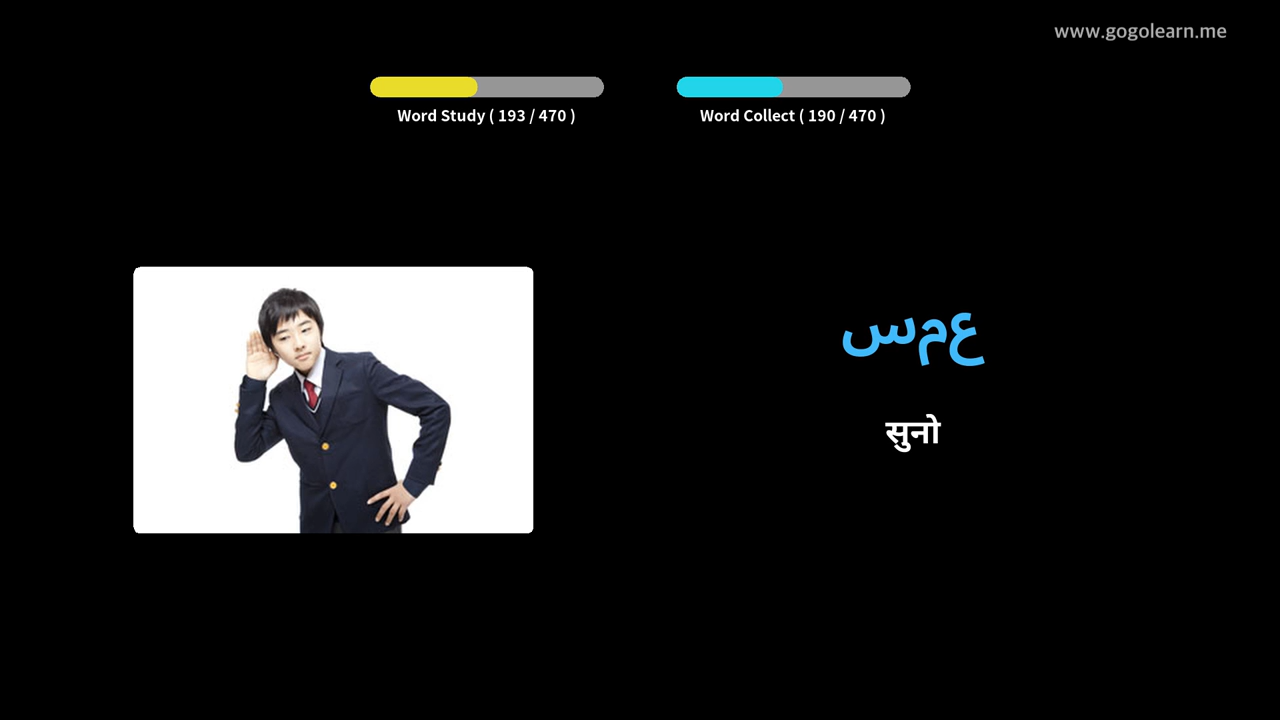 www.gogolearn.me
Word Study ( 193 / 470 )
Word Collect ( 190 / 470 )
ع‌م‌س
सुनो